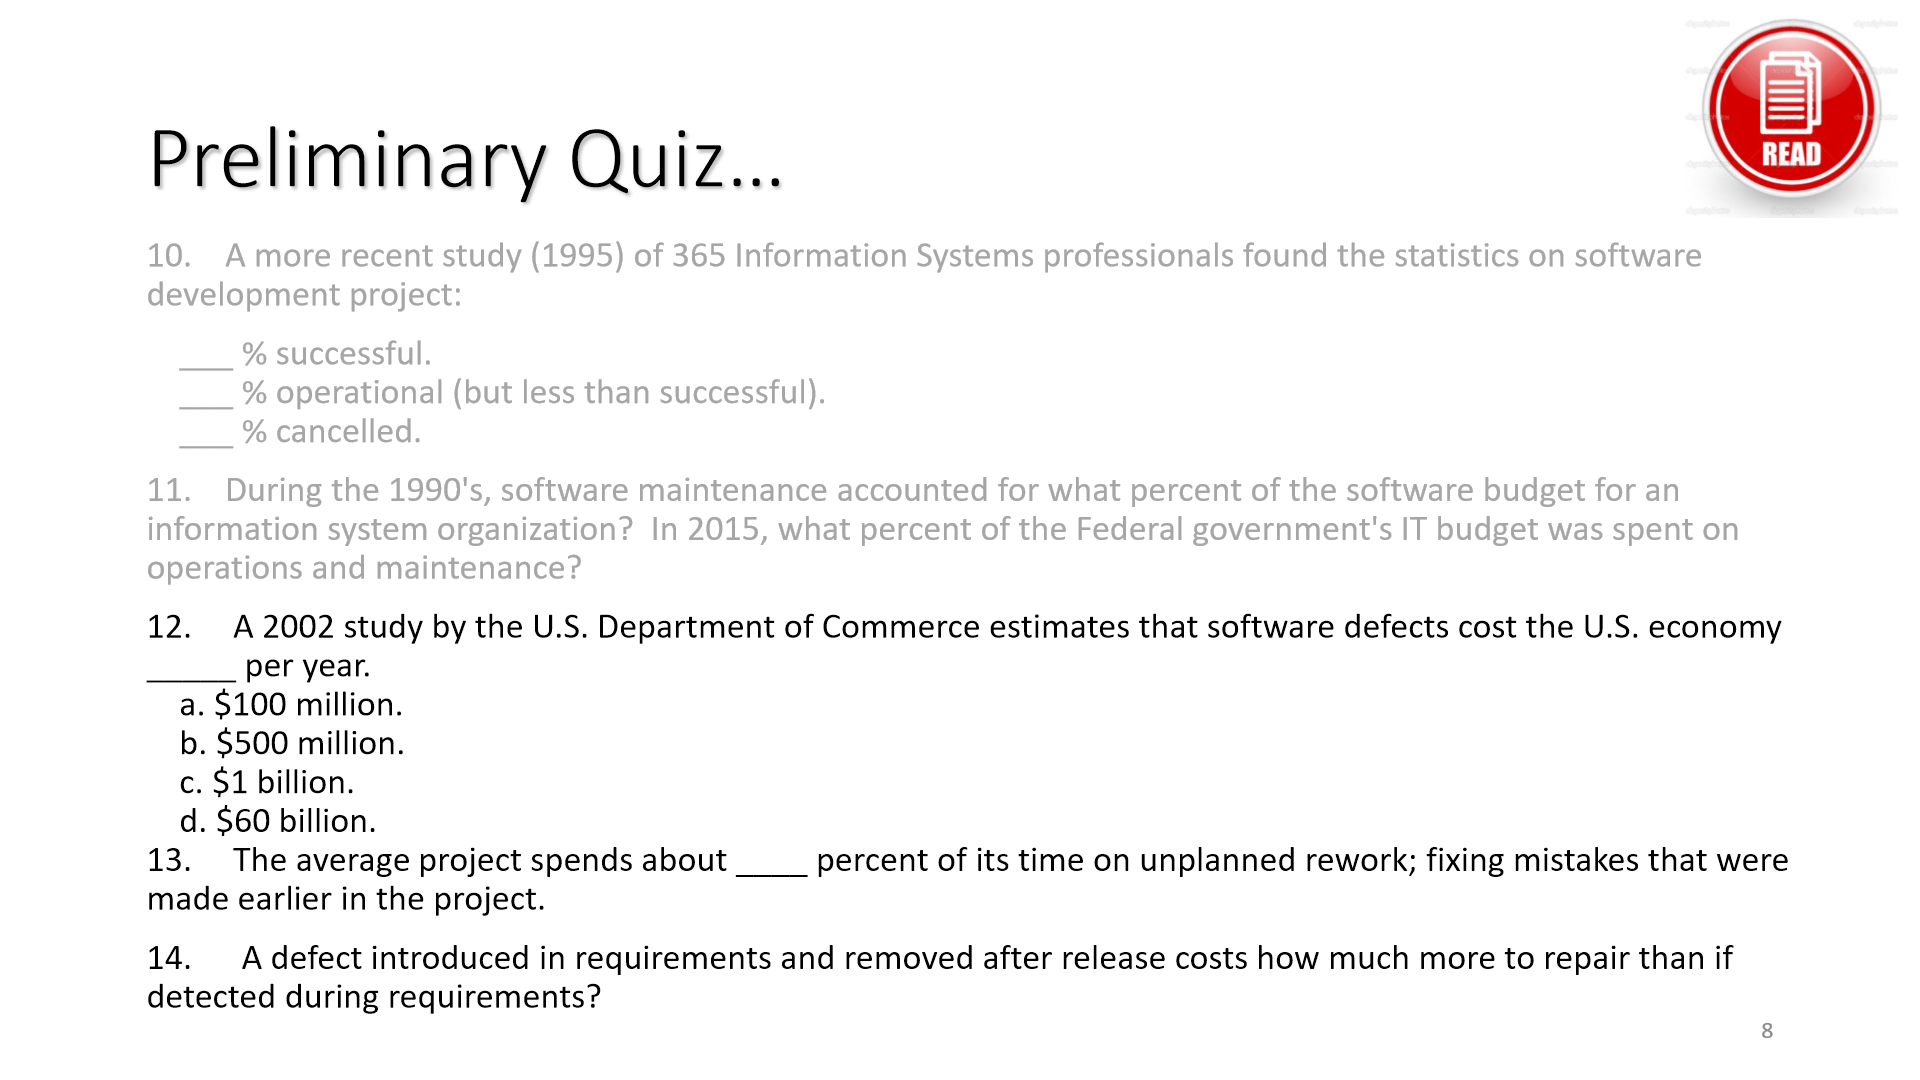 READ
Preliminary Quiz...
10. A more recent study (1995) of 365 Information Systems professionals found the statistics on software
development project:
___ % successful.
___ % operational (but less than successful).
___ % cancelled.
11. During the 1990's, software maintenance accounted for what percent of the software budget for an
information system organization? In 2015, what percent of the Federal government's IT budget was spent on
operations and maintenance?
12. A 2002 study by the U.S. Department of Commerce estimates that software defects cost the U.S. economy
_____ per year.
a. $100 million.
b. $500 million.
c. $1 billion.
d. $60 billion.
13. The average project spends about ____ percent of its time on unplanned rework; fixing mistakes that were
made earlier in the project.
14. A defect introduced in requirements and removed after release costs how much more to repair than if
detected during requirements?
8